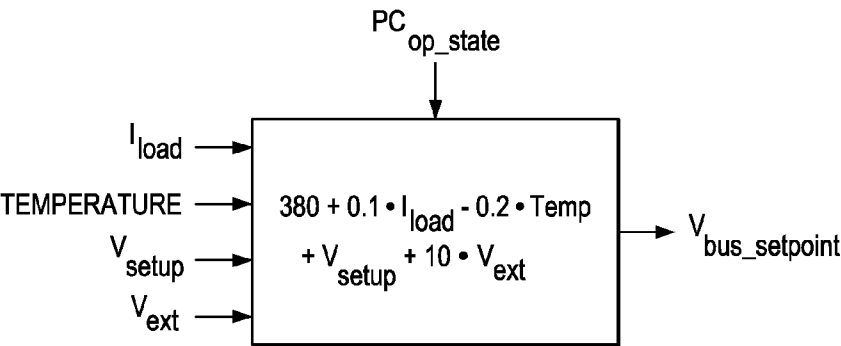 PC op_state
I load
TEMPERATURE
V setup
V ext
380 + 0.1 • I load - 0.2 • Temp
+ V setup + 10 • V ext
V bus_setpoint